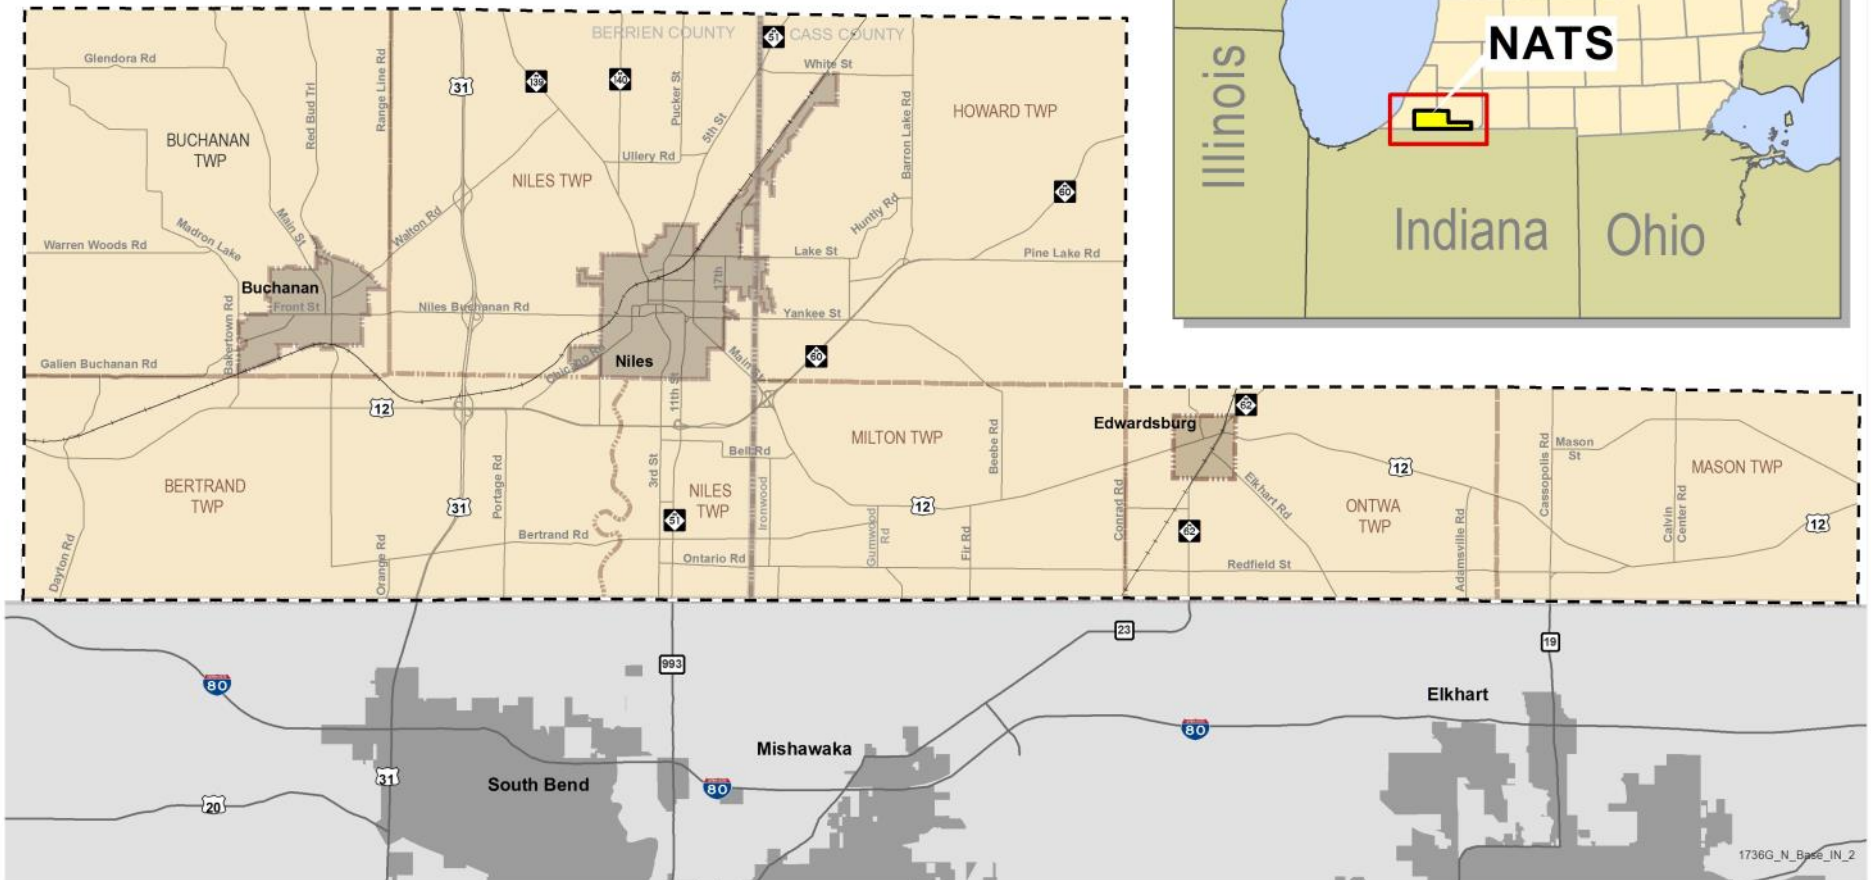 BERRIEN COUNTY
51
CASS COUNTY
Glendora Rd
Range Line Rd
31
139
140
Pucker St
White St
Red Bud Trl
5th St
Barron Lake Rd
HOWARD TWP
BUCHANAN
TWP
Ullery Rd
NILES TWP
60
Main St
Walton Rd
Huntly Rd
Madron Lake
Warren Woods Rd
Lake St
Pine Lake Rd
17th
Buchanan
Front St
Niles Buchanan Rd
Yankee St
Bakertown Rd
Galien Buchanan Rd
Niles
Main St
60
11th St
12
Edwardsburg
62
MILTON TWP
Beebe Rd
Bell Rd
3rd St
Portage Rd
BERTRAND
TWP
31
NILES
TWP
51
Ironwood
12
Gumwood
Rd
Fir Rd
Conrad Rd
62
Elkhart Rd
12
ONTWA
TWP
Adamsville Rd
Cassopolis Rd
Mason
St
MASON TWP
Calvin
Center Rd
12
Dayton Rd
Orange Rd
Bertrand Rd
Ontario Rd
Redfield St
NATS
Illinois
Indiana
Ohio
23
19
993
80
Elkhart
80
Mishawaka
31
South Bend
80
20
1736G_N_Base_IN_2